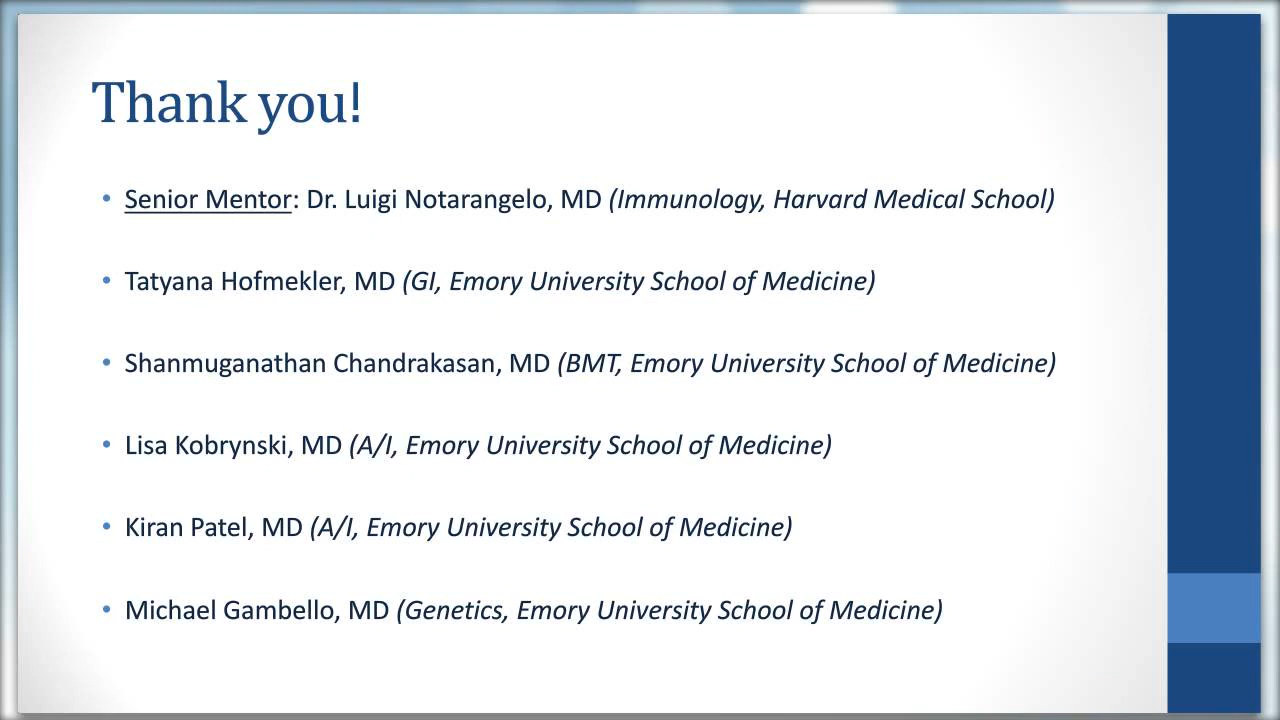 Thank you!
• Senior Mentor: Dr. Luigi Notarangelo, MD (Immunology, Harvard Medical School)
• Tatyana Hofmekler, MD (GI, Emory University School of Medicine)
• Shanmuganathan Chandrakasan, MD (BMT, Emory University School of Medicine)
• Lisa Kobrynski, MD (A/I, Emory University School of Medicine)
• Kiran Patel, MD (A/I, Emory University School of Medicine)
• Michael Gambello, MD (Genetics, Emory University School of Medicine)